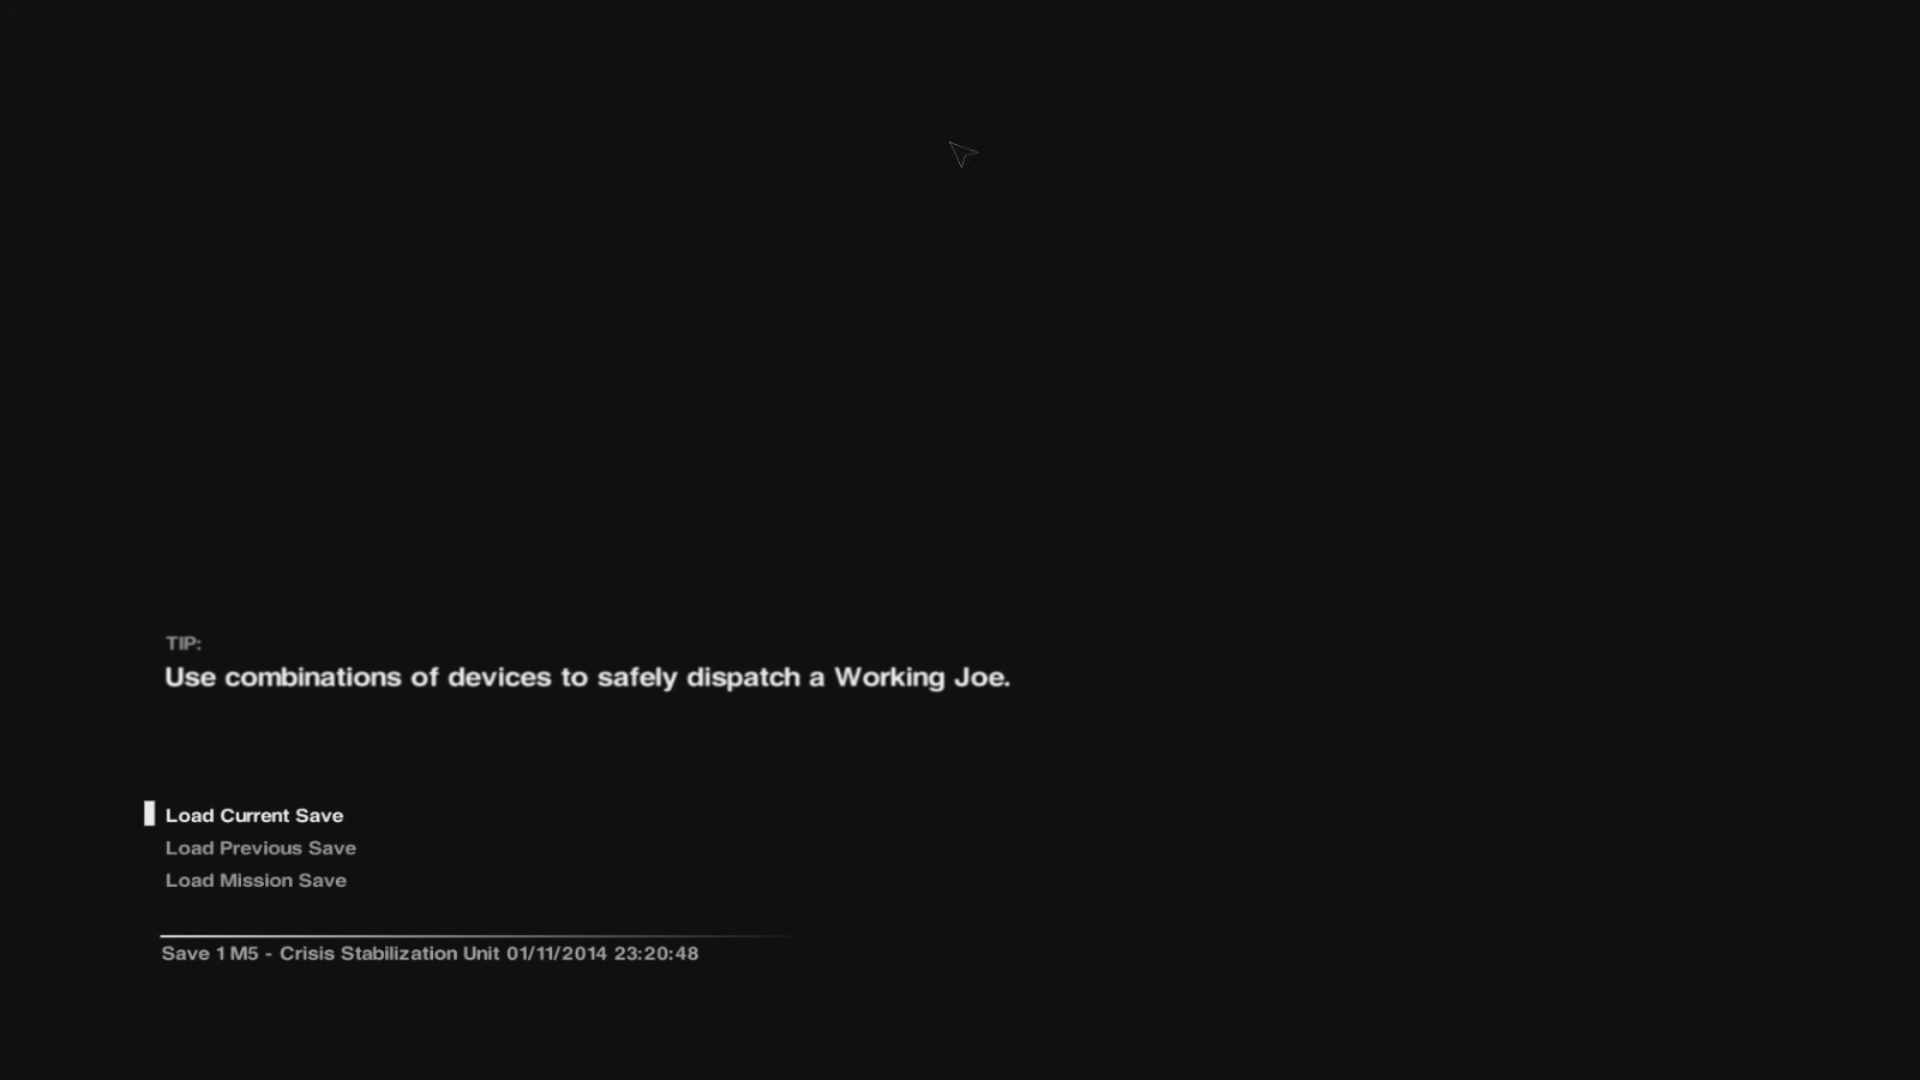 TIP:
Use combinations of devices to safely dispatch a Working Joe.
Load Current Save
Load Previous Save
Load Mission Save
Save 1 M5 - Crisis Stabilization Unit 01/11/2014 23:20:48